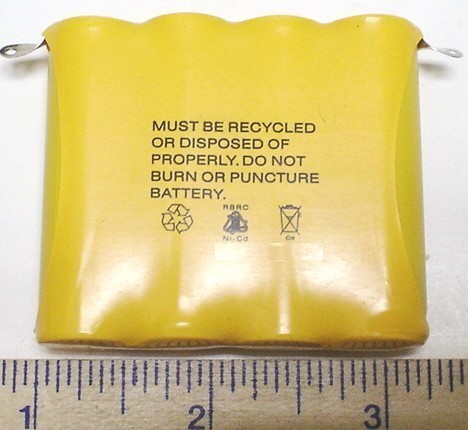 MUST BE RECYCLED
OR DISPOSED OF
PROPERLY. DO NOT
BURN OR PUNCTURE
BATTERY.
RBRC
Ni-Cd
Cd
1 2 3